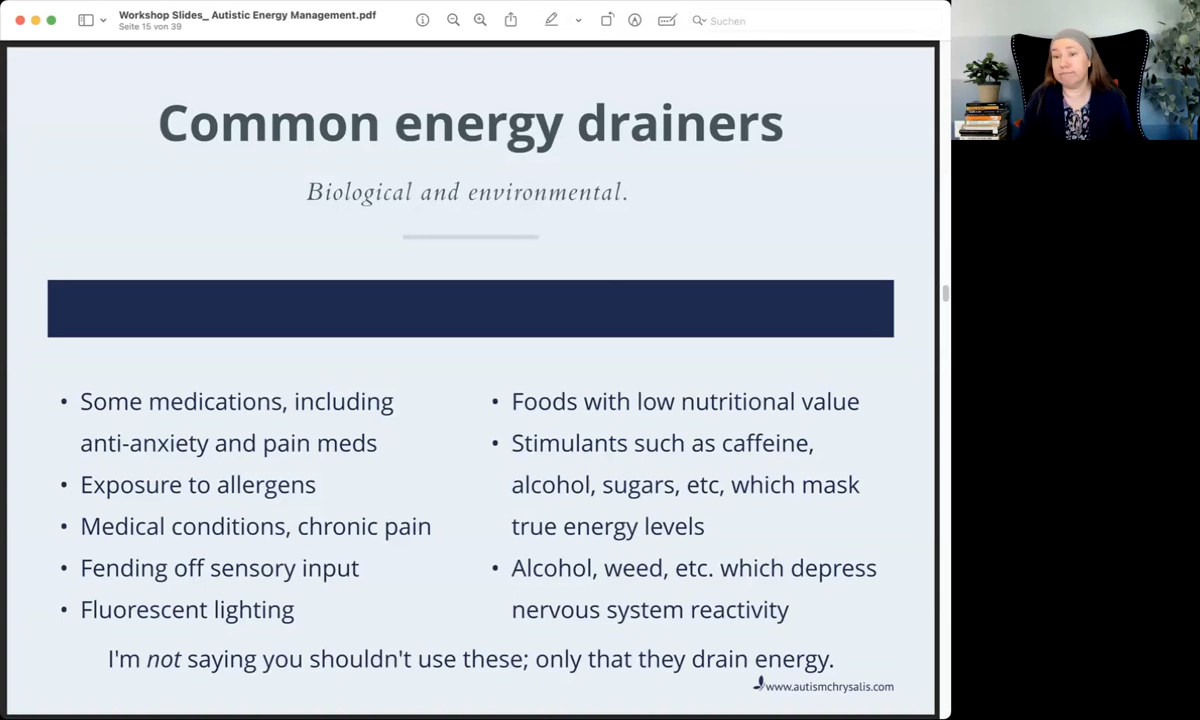 Workshop Slides_ Autistic Energy Management.pdf
Seite 15 von 39
Suchen
Common energy drainers
Biological and environmental.
• Some medications, including
anti-anxiety and pain meds
• Exposure to allergens
• Medical conditions, chronic pain
• Fending off sensory input
• Fluorescent lighting
• Foods with low nutritional value
• Stimulants such as caffeine,
alcohol, sugars, etc, which mask
true energy levels
• Alcohol, weed, etc. which depress
nervous system reactivity
I'm not saying you shouldn't use these; only that they drain energy.
www.autismchrysalis.com